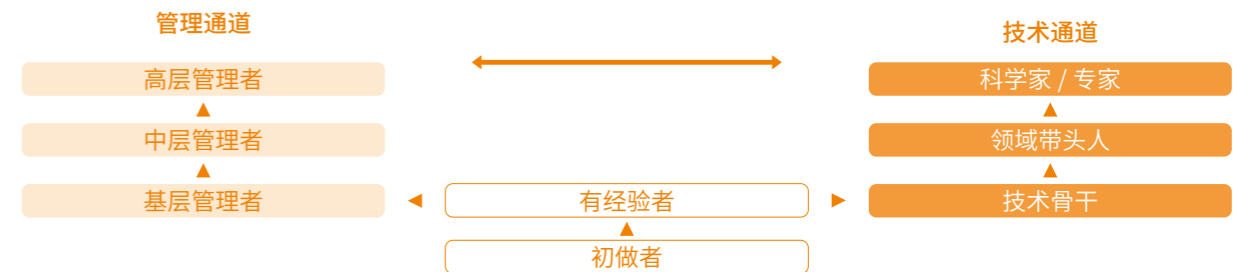 管理通道
技术通道
高层管理者
科学家 / 专家
中层管理者
领域带头人
基层管理者
有经验者
技术骨干
初做者